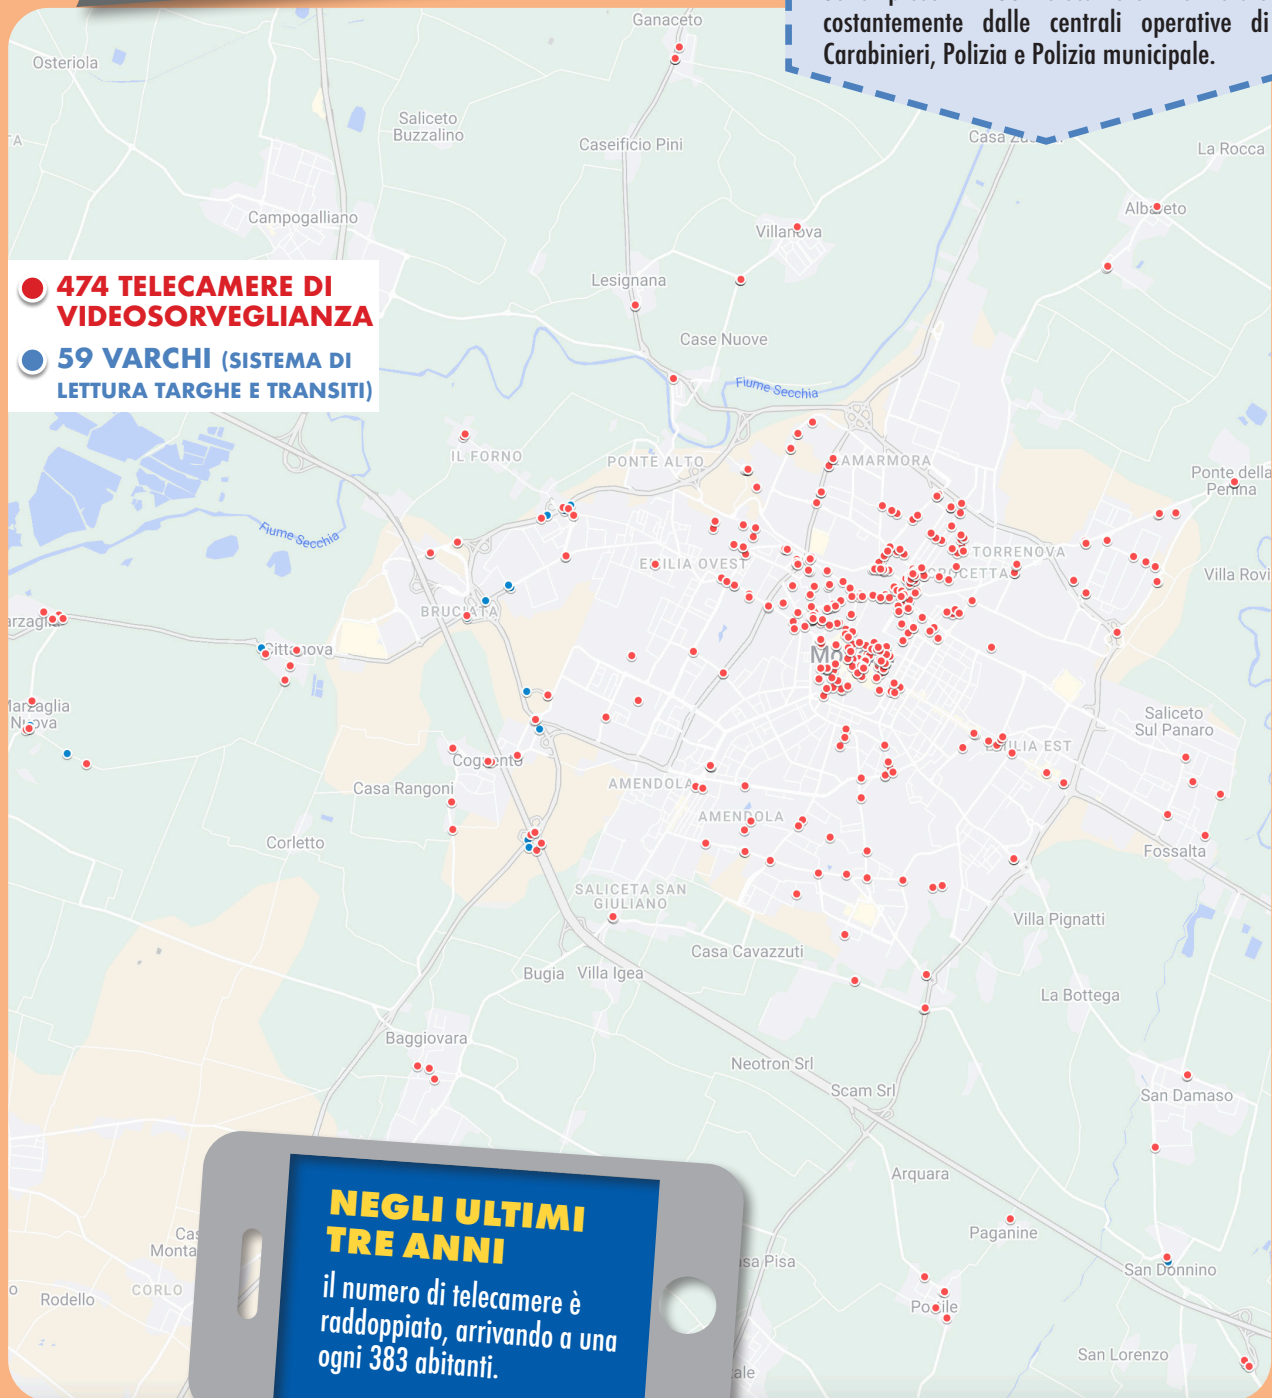 costantemente dalle centrali operative di
Carabinieri, Polizia e Polizia municipale.
Ganaceto
Osteriola
Saliceto
Buzzalino
Caseificio Pini
La Rocca
Campogalliano
Villanova
Albareto
474 TELECAMERE DI
VIDEOSORVEGLIANZA
59 VARCHI (SISTEMA DI
LETTURA TARGHE E TRANSITI)
Lesignana
Case Nuove
Fiume Secchia
IL FORNO
PONTE ALTO
LAMARMORA
Ponte della
Pennina
Fiume Secchia
EMILIA OVEST
TORRENOVA
CROCETTA
Villa Rovi
BRUCIATA
Cittanova
Mo
Marzaglia
Nuova
Saliceto
Sul Panaro
EMILIA EST
Cognento
Casa Rangoni
AMENDOLA
AMENDOLA
Corletto
Fossalta
SALICETA SAN
GIULIANO
Villa Pignatti
Casa Cavazzuti
Bugia
Villa Igea
La Bottega
Baggiovara
Neotron Srl
Scam Srl
San Damaso
Arquara
Paganine
San Donnino
CORLO
Rodello
Portile
San Lorenzo
NEGLI ULTIMI
TRE ANNI
il numero di telecamere è
raddoppiato, arrivando a una
ogni 383 abitanti.